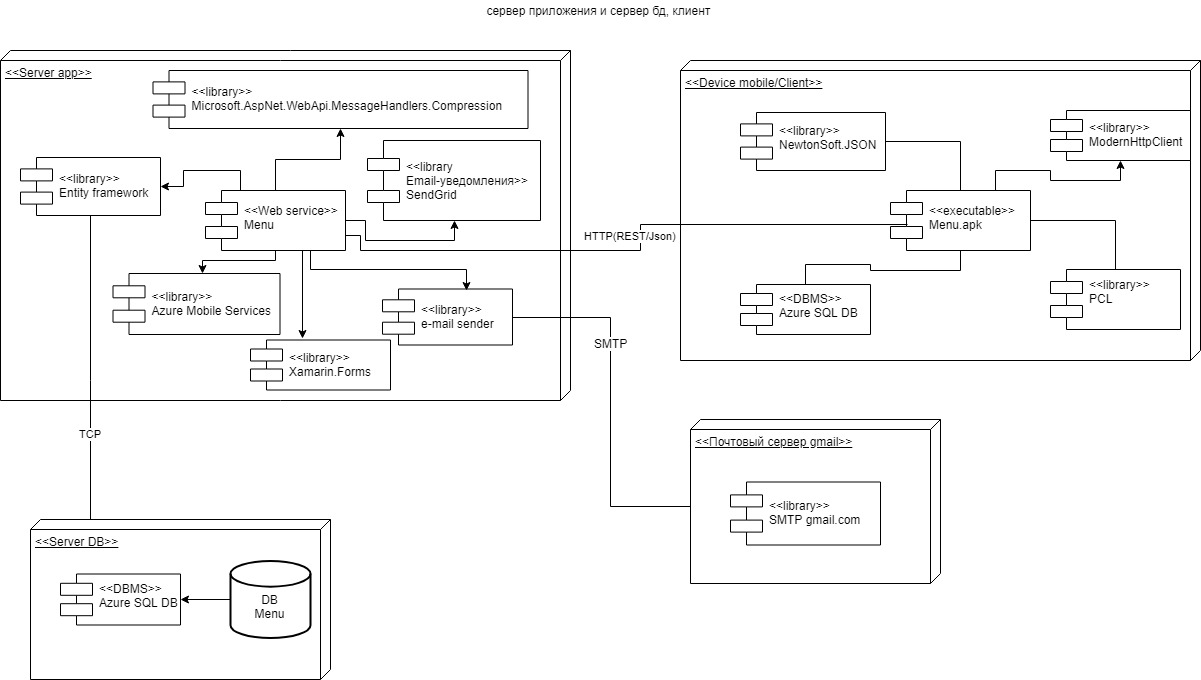 сервер приложения и сервер бд, клиент
<<Server app>>
<<library>>
Microsoft.AspNet.WebApi.MessageHandlers.Compression
<<library>>
Entity framework
<<library
Email-уведомления>>
SendGrid
<<Web service>>
Menu
<<library>>
Azure Mobile Services
<<library>>
e-mail sender
<<library>>
Xamarin.Forms
HTTP(REST/Json)
<<Device mobile/Client>>
<<library>>
NewtonSoft.JSON
<<library>>
ModernHttpClient
<<executable>>
Menu.apk
<<DBMS>>
Azure SQL DB
<<library>>
PCL
SMTP
TCP
<<Почтовый сервер gmail>>
<<library>>
SMTP gmail.com
<<Server DB>>
<<DBMS>>
Azure SQL DB
DB
Menu